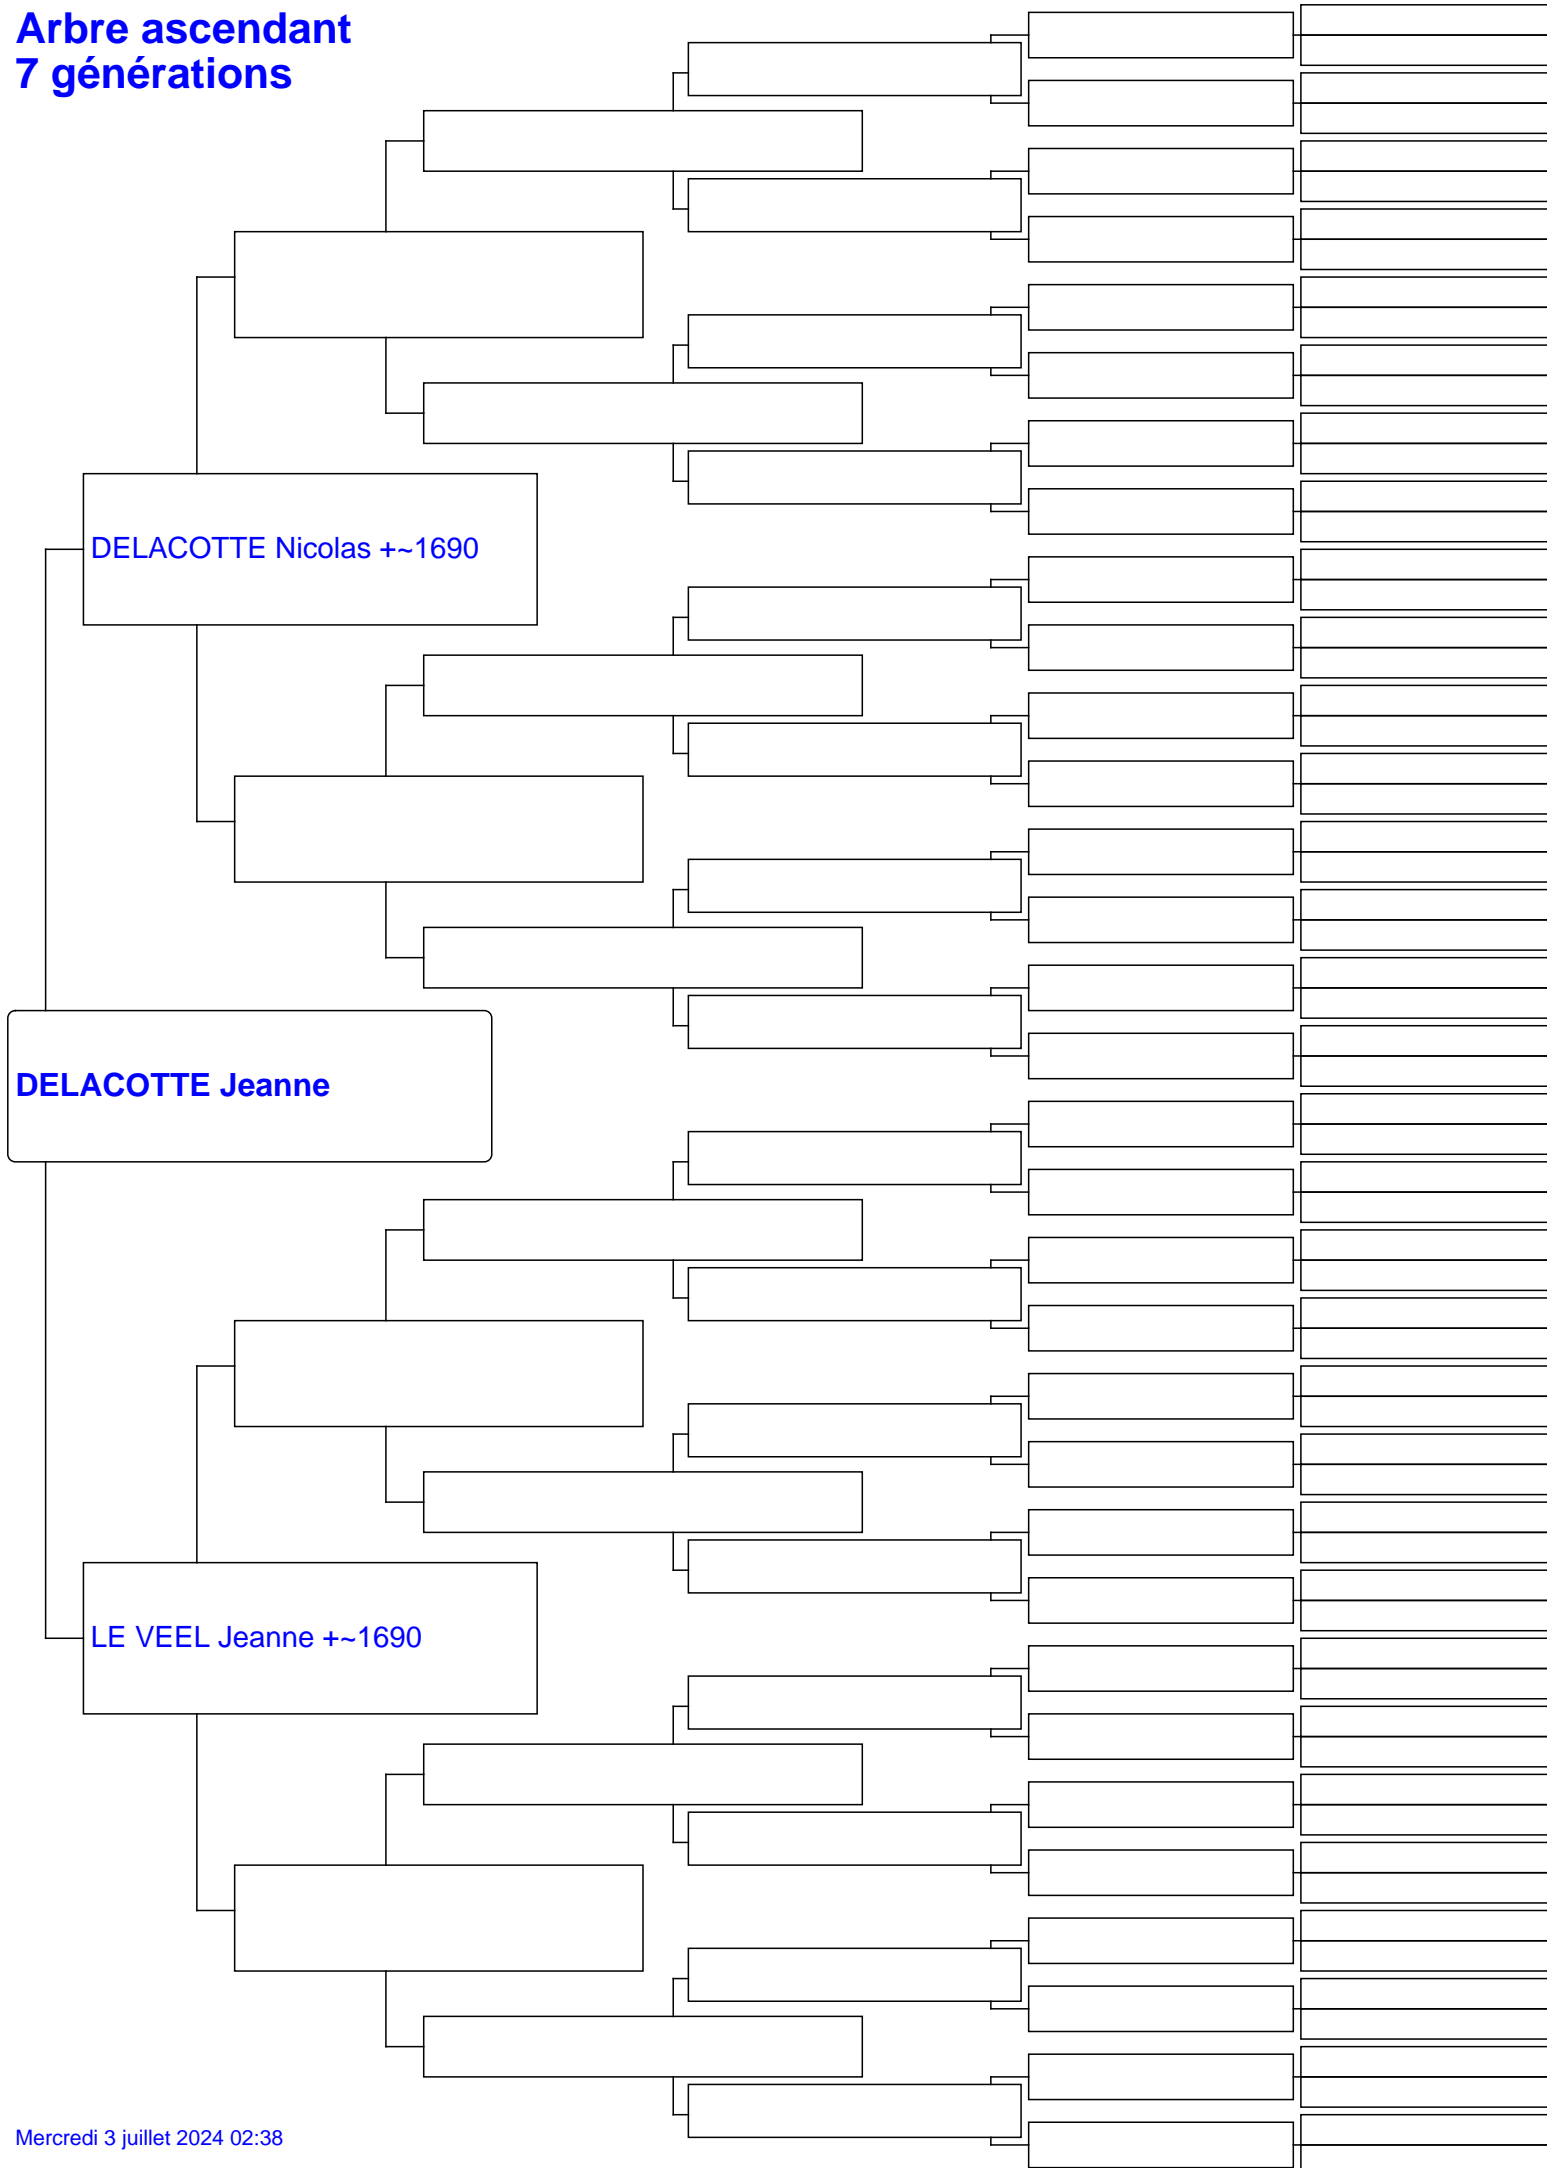 Arbre ascendant
7 générations
DELACOTTE Nicolas +~1690
DELACOTTE Jeanne
LE VEEL Jeanne +~1690
Mercredi 3 juillet 2024 02:38